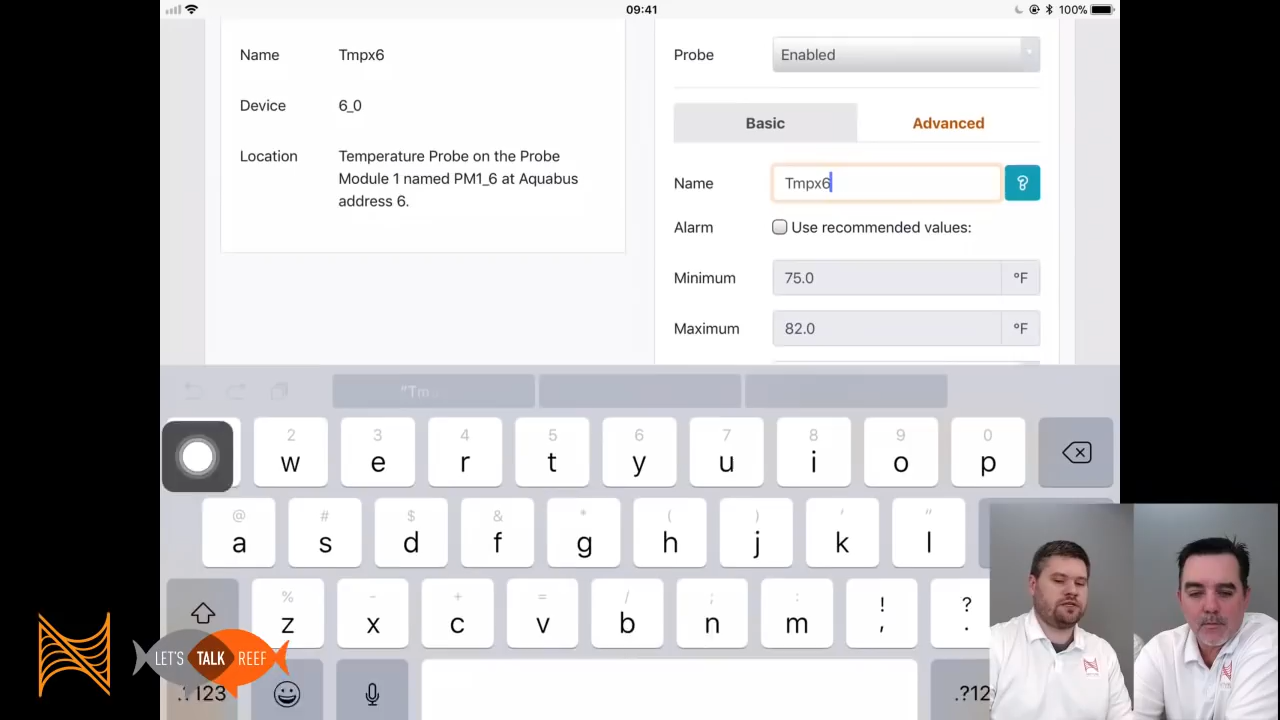 09:41
100%
Name Tmpx6
Device 6_0
Location Temperature Probe on the Probe
Module 1 named PM1_6 at Aquabus
address 6.
Probe Enabled
Basic Advanced
Name Tmpx6 ?
Alarm Use recommended values:
Minimum 75.0 °F
Maximum 82.0 °F
"Tm
2 3 4 5 6 7 8 9 0
w e r t y u i o p
@ # $ & * ( ) ' "
a s d f g h j k l
% - + = / ; : ! ?
z x c v b n m , .
.?12
123
LET'S TALK REEF